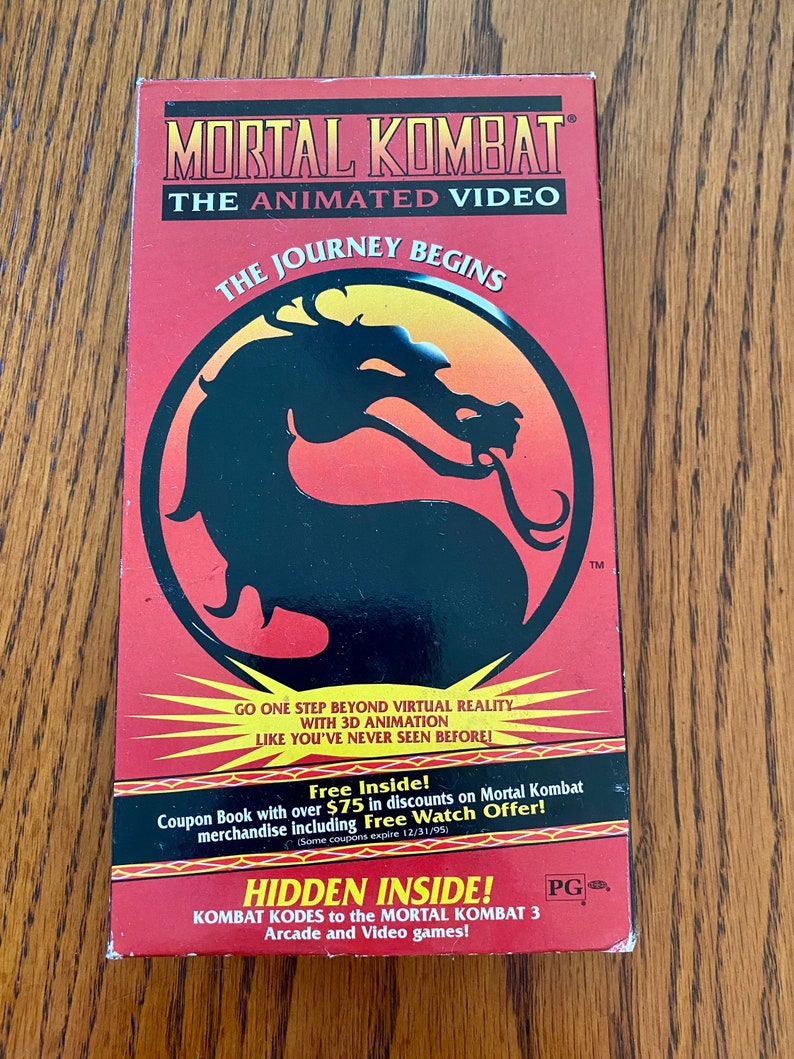 MORTAL KOMBAT®
THE ANIMATED VIDEO
THE JOURNEY BEGINS
TM
GO ONE STEP BEYOND VIRTUAL REALITY
WITH 3D ANIMATION
LIKE YOU'VE NEVER SEEN BEFORE!
Free Inside!
Coupon Book with over $75 in discounts on Mortal Kombat
merchandise including Free Watch Offer!
(Some coupons expire 12/31/95)
HIDDEN INSIDE!
PG
KOMBAT KODES to the MORTAL KOMBAT 3
Arcade and Video games!